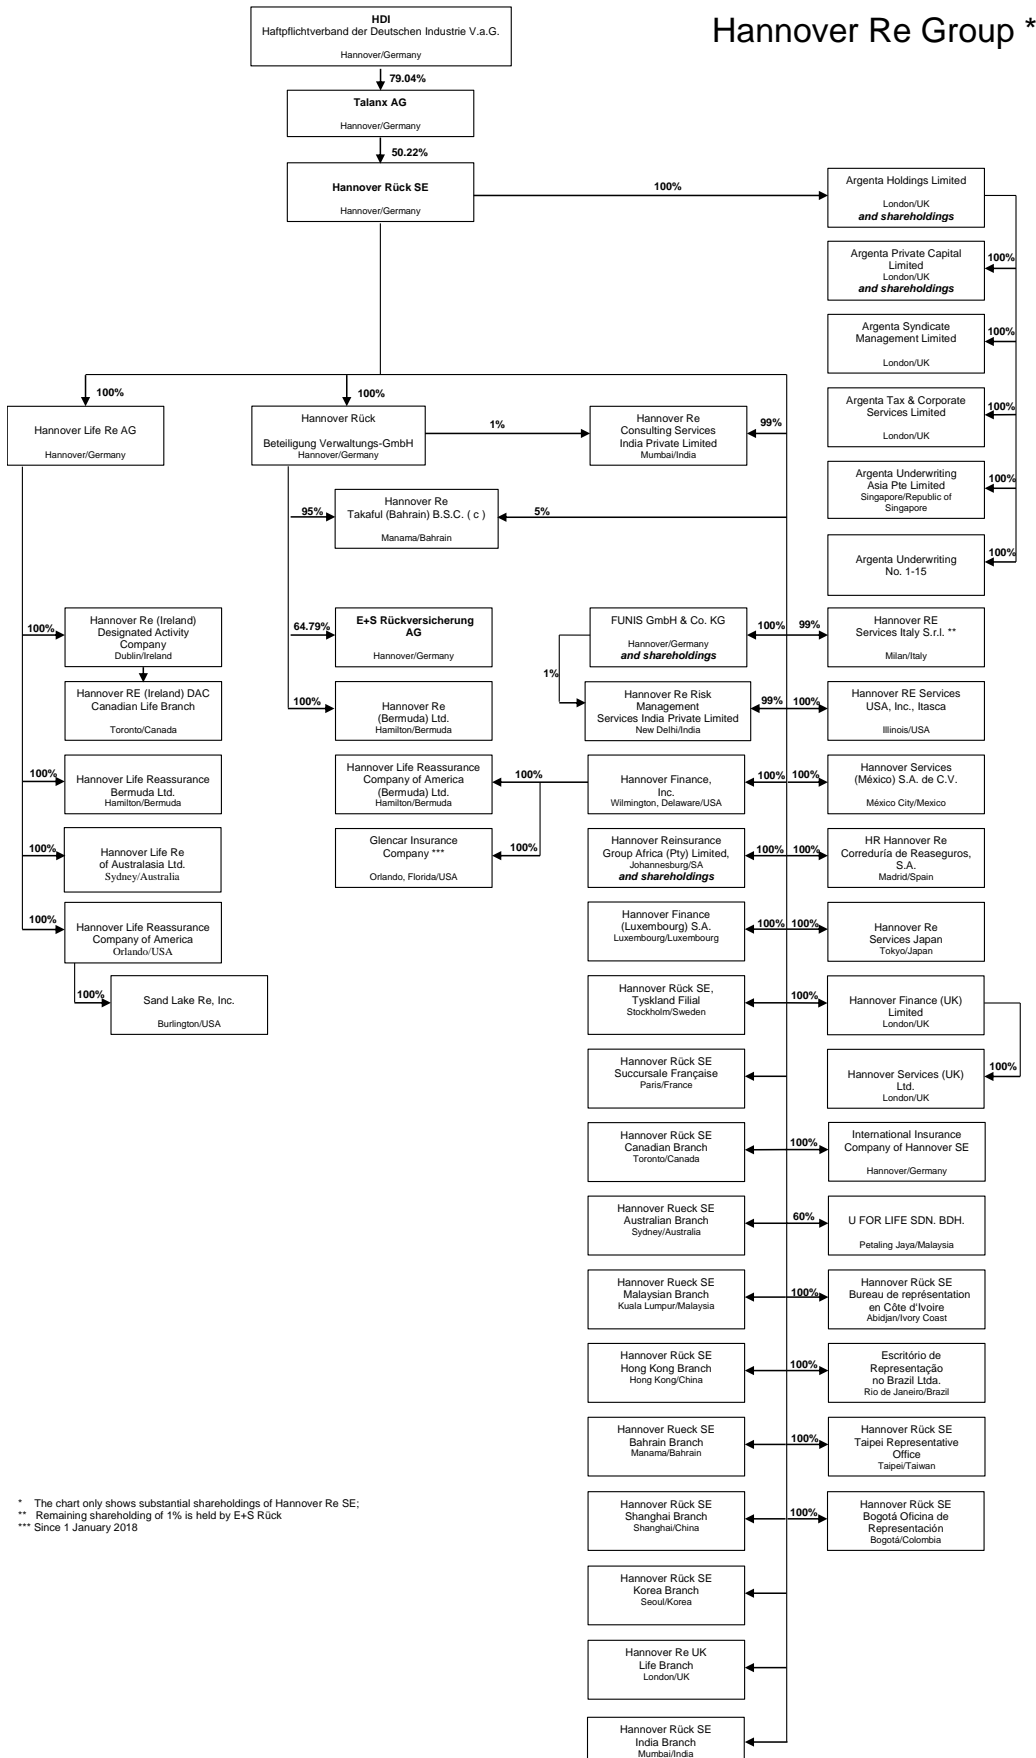 Hannover Re Group *
HDI
Haftpflichtverband der Deutschen Industrie V.a.G.
Hannover/Germany
79.04%
Talanx AG
Hannover/Germany
50.22%
Hannover Rück SE
Hannover/Germany
100%
Argenta Holdings Limited
London/UK
and shareholdings
100%
Argenta Private Capital
Limited
London/UK
and shareholdings
100%
Argenta Syndicate
Management Limited
London/UK
100%
Argenta Tax & Corporate
Services Limited
London/UK
100%
Argenta Underwriting
Asia Pte Limited
Singapore/Republic of
Singapore
100%
Argenta Underwriting
No. 1-15
100%
Hannover Life Re AG
Hannover/Germany
100%
Hannover Rück
Beteiligung Verwaltungs-GmbH
Hannover/Germany
1%
Hannover Re
Consulting Services
India Private Limited
Mumbai/India
99%
95%
Hannover Re
Takaful (Bahrain) B.S.C. ( c )
Manama/Bahrain
5%
100%
Hannover Re (Ireland)
Designated Activity
Company
Dublin/Ireland
Hannover RE (Ireland) DAC
Canadian Life Branch
Toronto/Canada
100%
Hannover Life Reassurance
Bermuda Ltd.
Hamilton/Bermuda
100%
Hannover Life Re
of Australasia Ltd.
Sydney/Australia
100%
Hannover Life Reassurance
Company of America
Orlando/USA
100%
Sand Lake Re, Inc.
Burlington/USA
64.79%
E+S Rückversicherung
AG
Hannover/Germany
100%
Hannover Re
(Bermuda) Ltd.
Hamilton/Bermuda
Hannover Life Reassurance
Company of America
(Bermuda) Ltd.
Hamilton/Bermuda
100%
Glencar Insurance
Company ***
Orlando, Florida/USA
100%
FUNIS GmbH & Co. KG
Hannover/Germany
and shareholdings
100%
99%
Hannover RE
Services Italy S.r.l. **
Milan/Italy
1%
Hannover Re Risk
Management
Services India Private Limited
New Delhi/India
99%
100%
Hannover RE Services
USA, Inc., Itasca
Illinois/USA
Hannover Finance,
Inc.
Wilmington, Delaware/USA
100%
100%
Hannover Services
(México) S.A. de C.V.
México City/Mexico
Hannover Reinsurance
Group Africa (Pty) Limited,
Johannesburg/SA
and shareholdings
100%
100%
HR Hannover Re
Correduría de Reaseguros,
S.A.
Madrid/Spain
Hannover Finance
(Luxembourg) S.A.
Luxembourg/Luxembourg
100%
100%
Hannover Re
Services Japan
Tokyo/Japan
Hannover Rück SE,
Tyskland Filial
Stockholm/Sweden
100%
Hannover Finance (UK)
Limited
London/UK
Hannover Rück SE
Succursale Française
Paris/France
Hannover Services (UK)
Ltd.
London/UK
100%
Hannover Rück SE
Canadian Branch
Toronto/Canada
100%
International Insurance
Company of Hannover SE
Hannover/Germany
Hannover Rueck SE
Australian Branch
Sydney/Australia
60%
U FOR LIFE SDN. BDH.
Petaling Jaya/Malaysia
Hannover Rueck SE
Malaysian Branch
Kuala Lumpur/Malaysia
100%
Hannover Rück SE
Bureau de représentation
en Côte d'Ivoire
Abidjan/Ivory Coast
Hannover Rück SE
Hong Kong Branch
Hong Kong/China
100%
Escritório de
Representação
no Brazil Ltda.
Rio de Janeiro/Brazil
Hannover Rueck SE
Bahrain Branch
Manama/Bahrain
100%
Hannover Rück SE
Taipei Representative
Office
Taipei/Taiwan
Hannover Rück SE
Shanghai Branch
Shanghai/China
100%
Hannover Rück SE
Bogotá Oficina de
Representación
Bogotá/Colombia
Hannover Rück SE
Korea Branch
Seoul/Korea
Hannover Re UK
Life Branch
London/UK
Hannover Rück SE
India Branch
Mumbai/India
* The chart only shows substantial shareholdings of Hannover Re SE;
** Remaining shareholding of 1% is held by E+S Rück
*** Since 1 January 2018